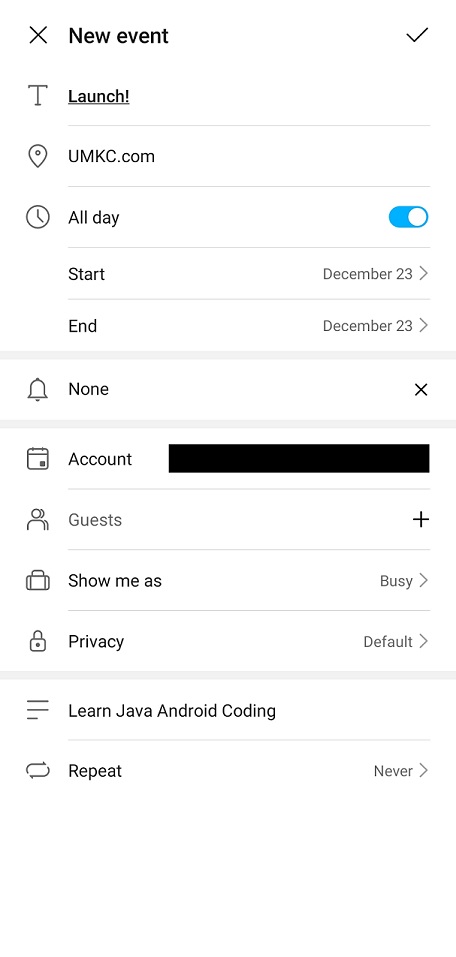 New event
Launch!
UMKC.com
All day
Start December 23
End December 23
None
Account
Guests
Show me as Busy
Privacy Default
Learn Java Android Coding
Repeat Never